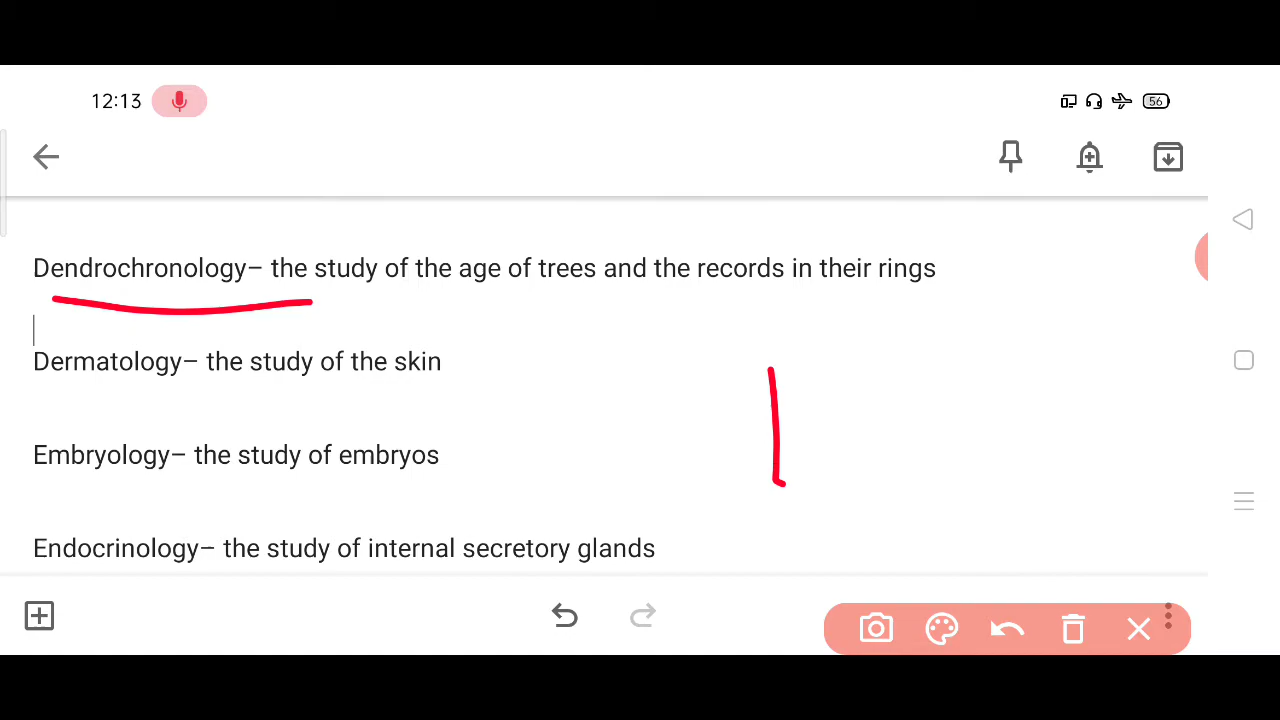 12:13
56
Dendrochronology– the study of the age of trees and the records in their rings
Dermatology– the study of the skin
Embryology– the study of embryos
Endocrinology– the study of internal secretory glands